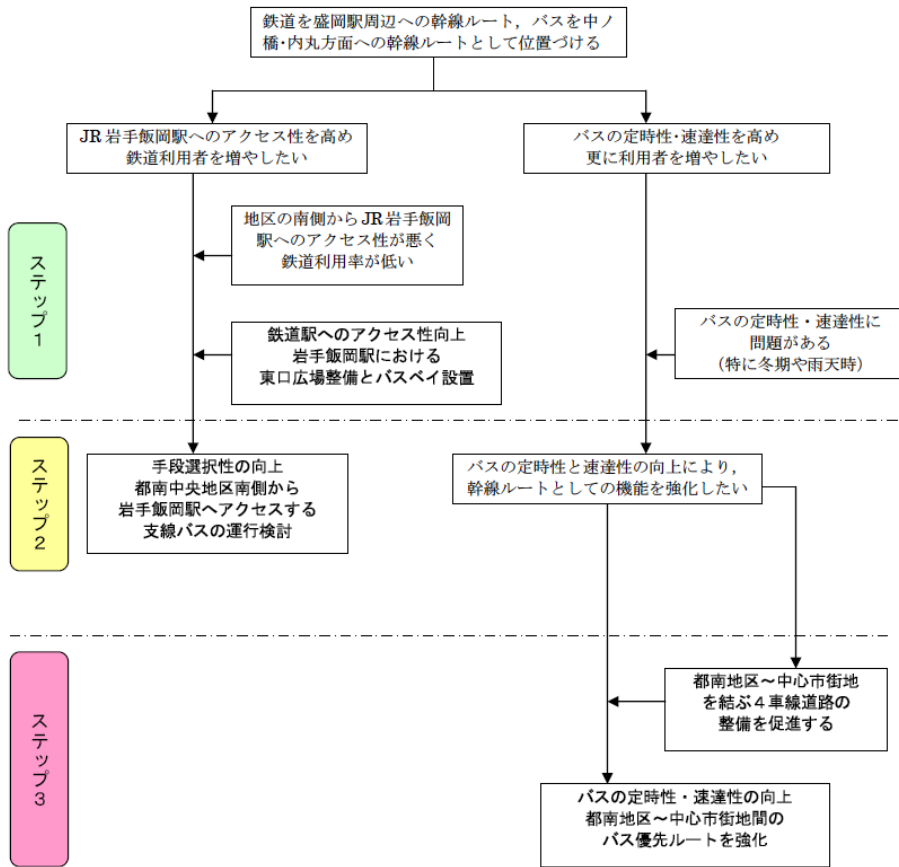 鉄道を盛岡駅周辺への幹線ルート，バスを中ノ
橋・内丸方面への幹線ルートとして位置づける
JR 岩手飯岡駅へのアクセス性を高め
鉄道利用者を増やしたい
バスの定時性・速達性を高め
更に利用者を増やしたい
ステップ1
地区の南側から JR 岩手飯岡
駅へのアクセス性が悪く
鉄道利用率が低い
鉄道駅へのアクセス性向上
岩手飯岡駅における
東口広場整備とバスベイ設置
バスの定時性・速達性に
問題がある
（特に冬期や雨天時）
ステップ2
手段選択性の向上
都南中央地区南側から
岩手飯岡駅へアクセスする
支線バスの運行検討
バスの定時性と速達性の向上により，
幹線ルートとしての機能を強化したい
ステップ3
都南地区～中心市街地
を結ぶ４車線道路の
整備を促進する
バスの定時性・速達性の向上
都南地区～中心市街地間の
バス優先ルートを強化